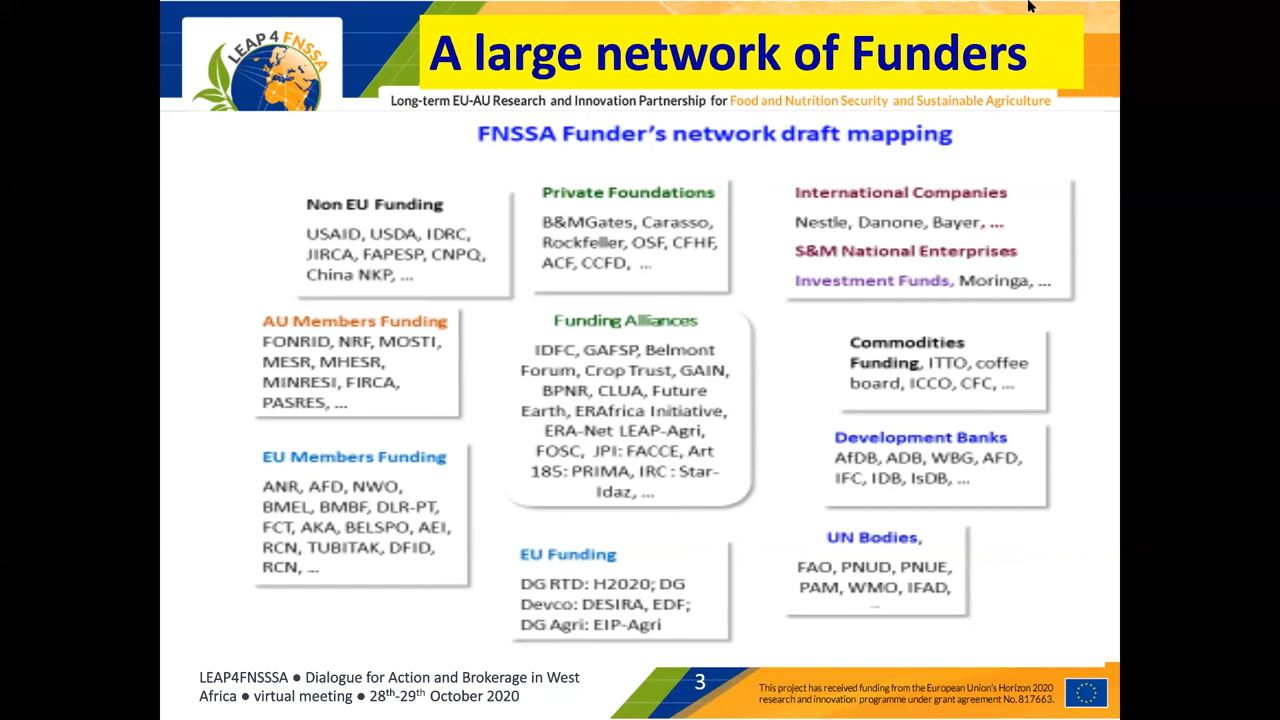 LEAP 4 FNSSA
A large network of Funders
Long-term EU-AU Research and Innovation Partnership for Food and Nutrition Security and Sustainable Agriculture
FNSSA Funder's network draft mapping
Non EU Funding
USAID, USDA, IDRC,
JIRCA, FAPESP, CNPQ,
China NKP, ...
Private Foundations
B&MGates, Carasso,
Rockfeller, OSF, CFHF,
ACF, CCFD, ...
International Companies
Nestle, Danone, Bayer, ...
S&M National Enterprises
Investment Funds, Moringa, ...
AU Members Funding
FONRID, NRF, MOSTI,
MESR, MHESR,
MINRESI, FIRCA,
PASRES, ...
Funding Alliances
IDFC, GAFSP, Belmont
Forum, Crop Trust, GAIN,
BPNR, CLUA, Future
Earth, ERAfrica Initiative,
ERA-Net LEAP-Agri,
FOSC, JPI: FACCE, Art
185: PRIMA, IRC : Star-
Idaz, ...
Commodities
Funding, ITTO, coffee
board, ICCO, CFC, ...
EU Members Funding
ANR, AFD, NWO,
BMEL, BMBF, DLR-PT,
FCT, AKA, BELSPO, AEI,
RCN, TUBITAK, DFID,
RCN, ...
Development Banks
AfDB, ADB, WBG, AFD,
IFC, IDB, IsDB, ...
EU Funding
DG RTD: H2020; DG
Devco: DESIRA, EDF;
DG Agri: EIP-Agri
UN Bodies,
FAO, PNUD, PNUE,
PAM, WMO, IFAD,
...
LEAP4FNSSSA ● Dialogue for Action and Brokerage in West
Africa ● virtual meeting ● 28th-29th October 2020
3
This project has received funding from the European Union's Horizon 2020
research and innovation programme under grant agreement No.817663.